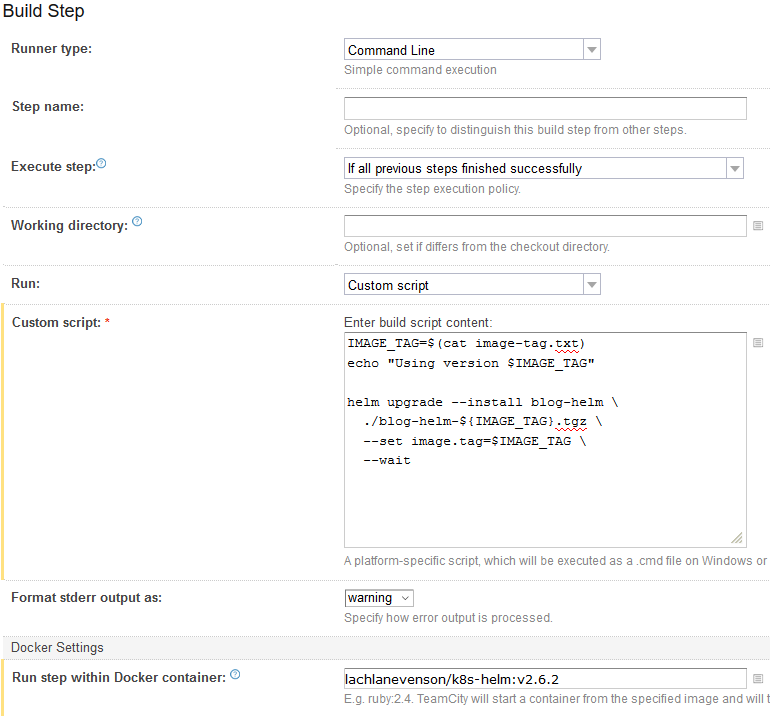 Build Step
Runner type:
Command Line
Simple command execution
Step name:
Optional, specify to distinguish this build step from other steps.
Execute step:
If all previous steps finished successfully
Specify the step execution policy.
Working directory:
Optional, set if differs from the checkout directory.
Run:
Custom script
Custom script: *
Enter build script content:
IMAGE_TAG=$(cat image-tag.txt)
echo "Using version $IMAGE_TAG"
helm upgrade --install blog-helm \
./blog-helm-${IMAGE_TAG}.tgz \
--set image.tag=$IMAGE_TAG \
--wait
A platform-specific script, which will be executed as a .cmd file on Windows or
Format stderr output as:
warning
Specify how error output is processed.
Docker Settings
Run step within Docker container:
lachlanevenson/k8s-helm:v2.6.2
E.g. ruby:2.4. TeamCity will start a container from the specified image and will t